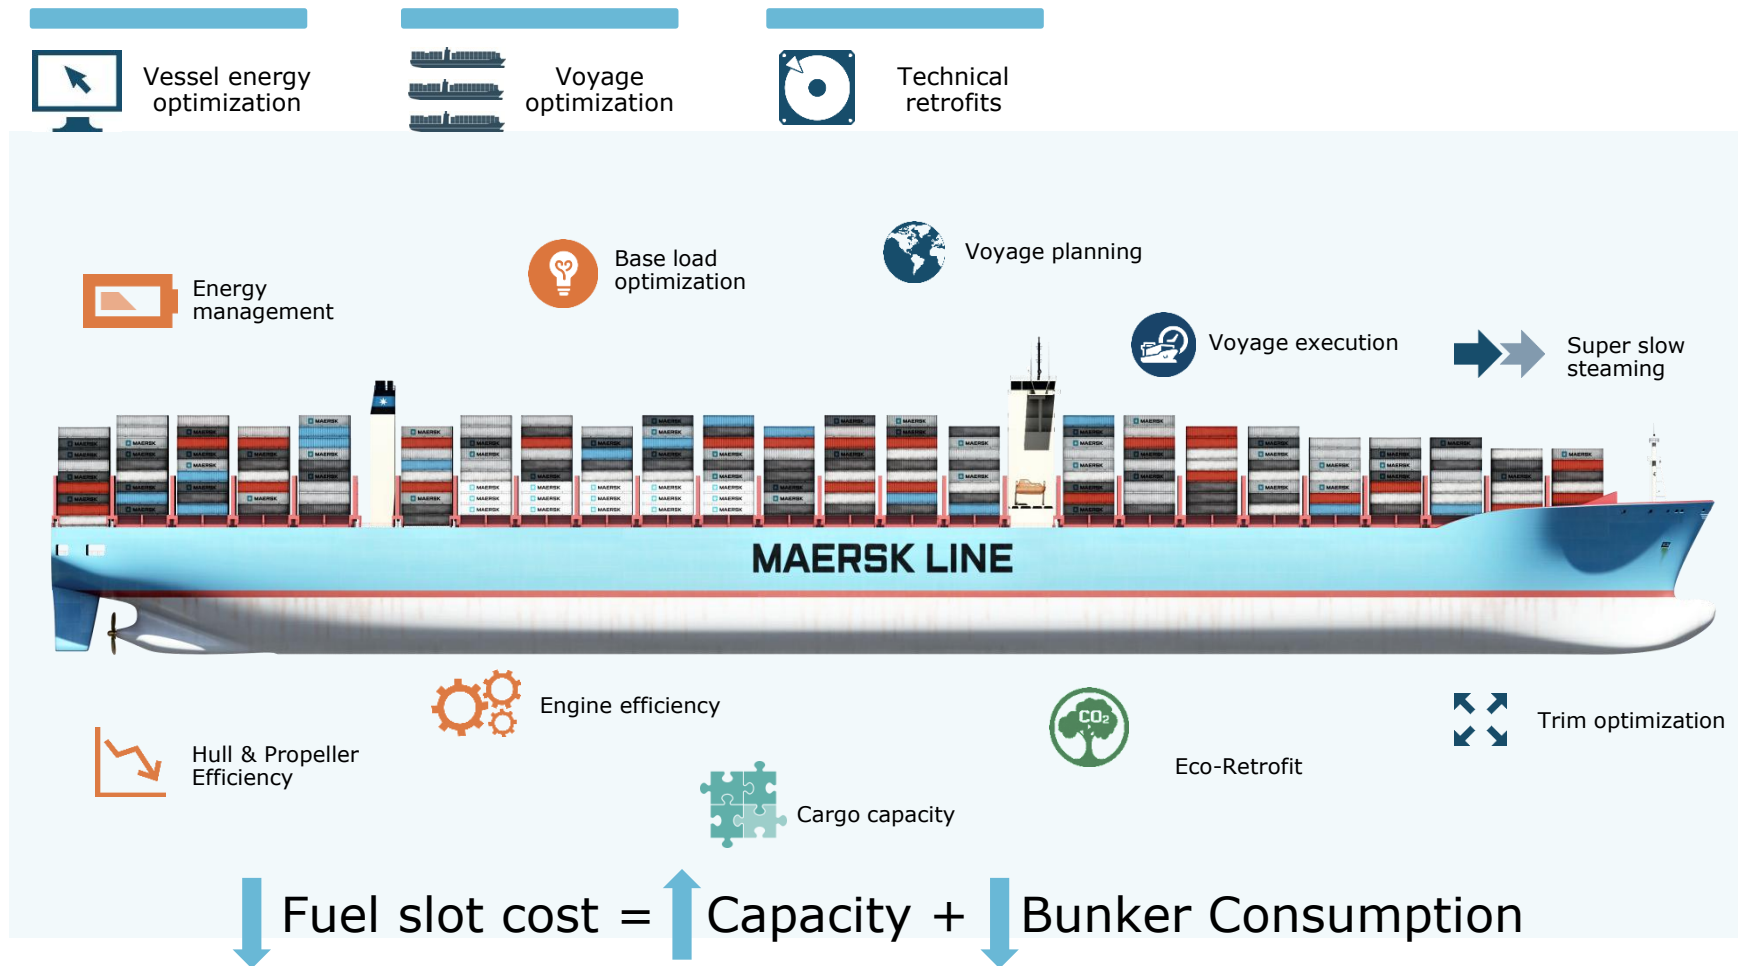 Vessel energy
optimization
Voyage
optimization
Technical
retrofits
Energy
management
Base load
optimization
Voyage planning
Voyage execution
Super slow
steaming
MAERSK LINE
Engine efficiency
Hull & Propeller
Efficiency
CO₂
Eco-Retrofit
Trim optimization
Cargo capacity
Fuel slot cost = Capacity + Bunker Consumption